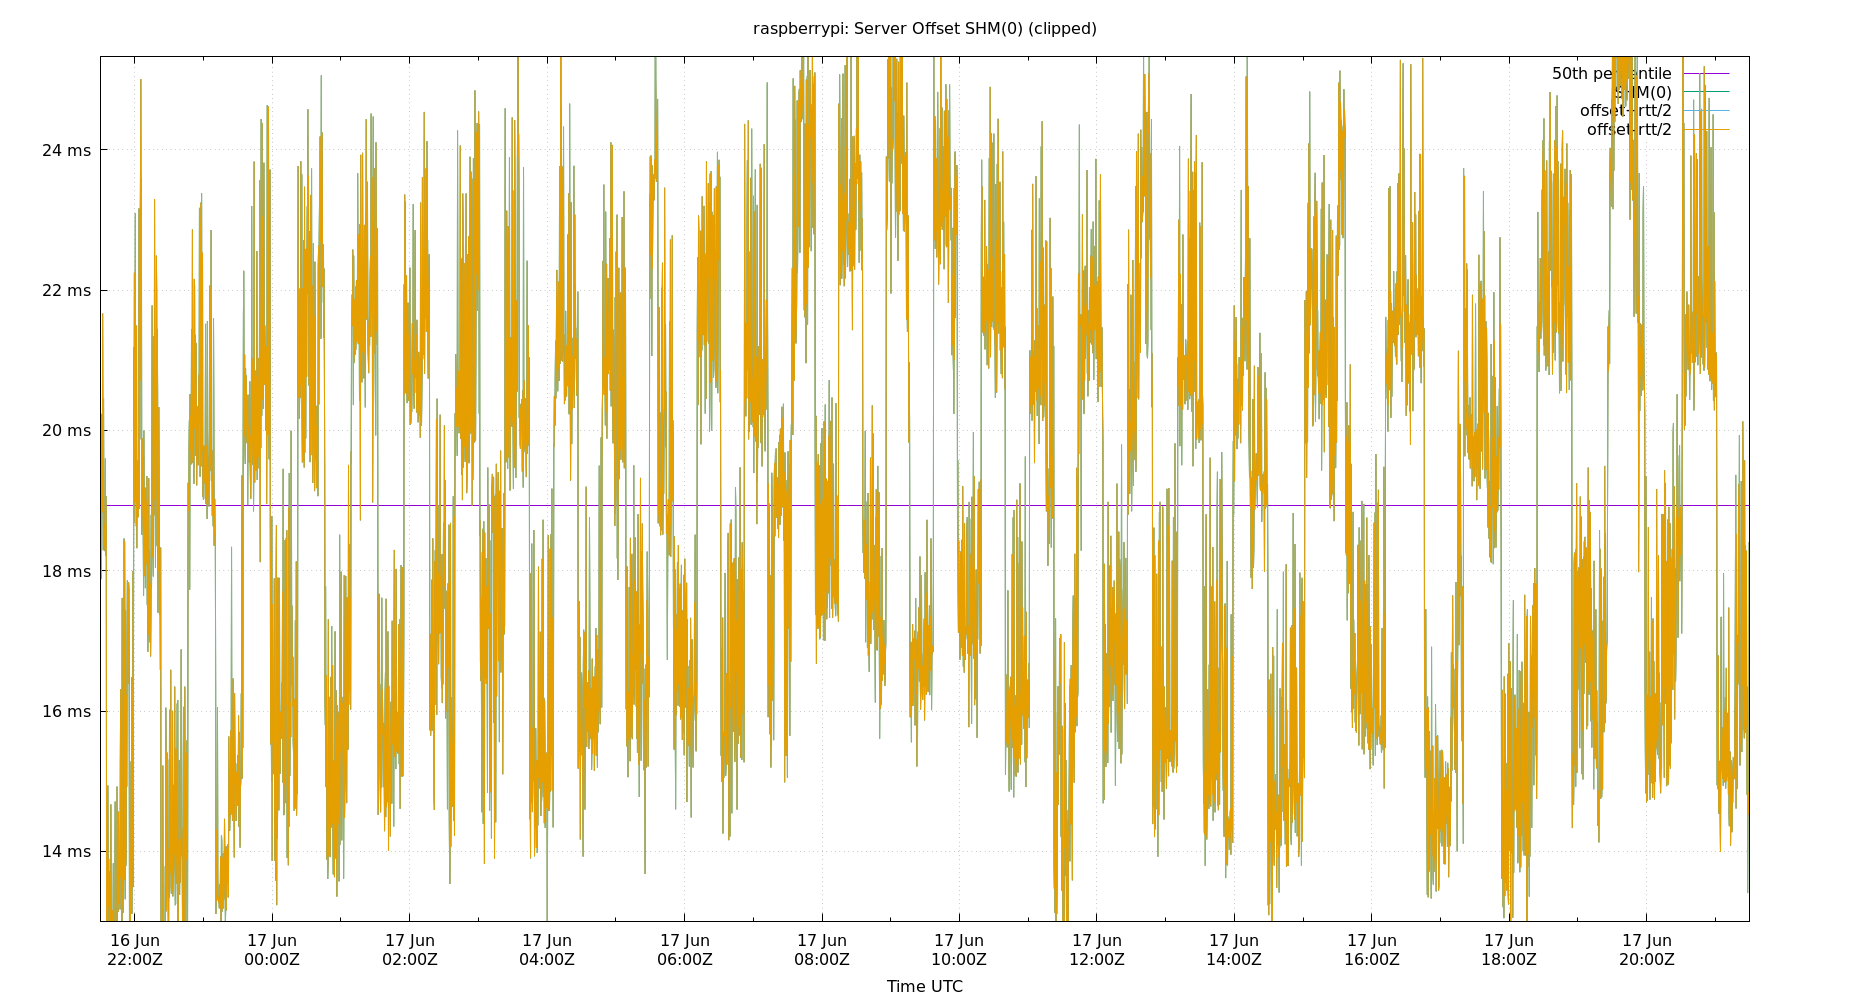 raspberrypi: Server Offset SHM(0) (clipped)
50th percentile
SHM(0)
offset+rtt/2
offset-rtt/2
24 ms
22 ms
20 ms
18 ms
16 ms
14 ms
16 Jun 17 Jun 17 Jun 17 Jun 17 Jun 17 Jun 17 Jun 17 Jun 17 Jun 17 Jun 17 Jun 17 Jun
22:00Z 00:00Z 02:00Z 04:00Z 06:00Z 08:00Z 10:00Z 12:00Z 14:00Z 16:00Z 18:00Z 20:00Z
Time UTC